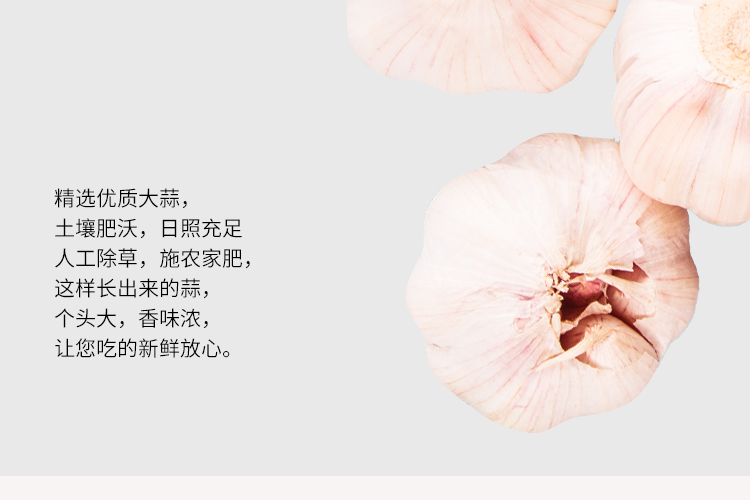 精选优质大蒜，
土壤肥沃，日照充足
人工除草，施农家肥，
这样长出来的蒜，
个头大，香味浓，
让您吃的新鲜放心。